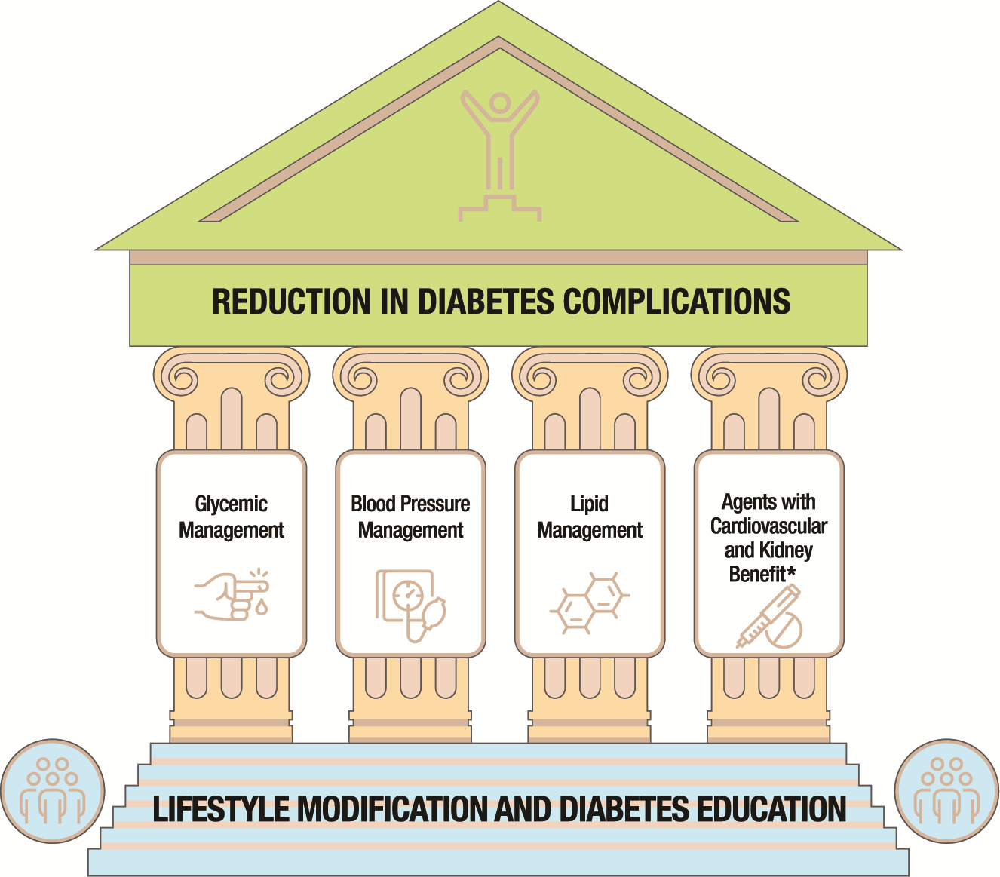 REDUCTION IN DIABETES COMPLICATIONS
Glycemic
Management
Blood Pressure
Management
Lipid
Management
Agents with
Cardiovascular
and Kidney
Benefit*
LIFESTYLE MODIFICATION AND DIABETES EDUCATION